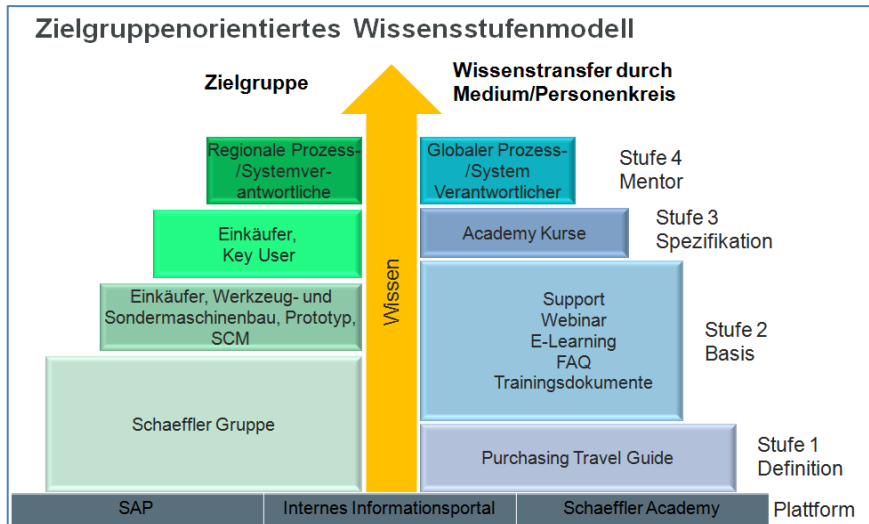 Zielgruppenorientiertes Wissensstufenmodell
Zielgruppe
Wissenstransfer durch
Medium/Personenkreis
Regionale Prozess-
/Systemver-
antwortliche
Globaler Prozess-
/System
Verantwortlicher
Stufe 4
Mentor
Einkäufer,
Key User
Academy Kurse
Stufe 3
Spezifikation
Einkäufer, Werkzeug- und
Sondermaschinenbau, Prototyp,
SCM
Wissen
Support
Webinar
E-Learning
FAQ
Trainingsdokumente
Stufe 2
Basis
Schaeffler Gruppe
Purchasing Travel Guide
Stufe 1
Definition
SAP
Internes Informationsportal
Schaeffler Academy
Plattform